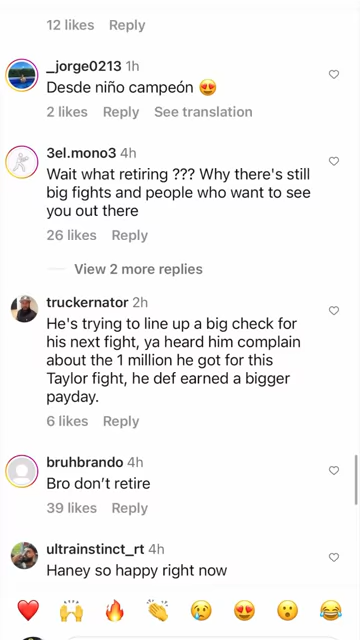 12 likes Reply
_jorge0213 1h
Desde niño campeón 😍
2 likes Reply See translation
3el.mono3 4h
Wait what retiring ??? Why there's still
big fights and people who want to see
you out there
26 likes Reply
View 2 more replies
truckernator 2h
He's trying to line up a big check for
his next fight, ya heard him complain
about the 1 million he got for this
Taylor fight, he def earned a bigger
payday.
6 likes Reply
bruhbrando 4h
Bro don’t retire
39 likes Reply
ultrainstinct_rt 4h
Haney so happy right now
❤️ 🙌 🔥 👏 😢 😍 😮 😂